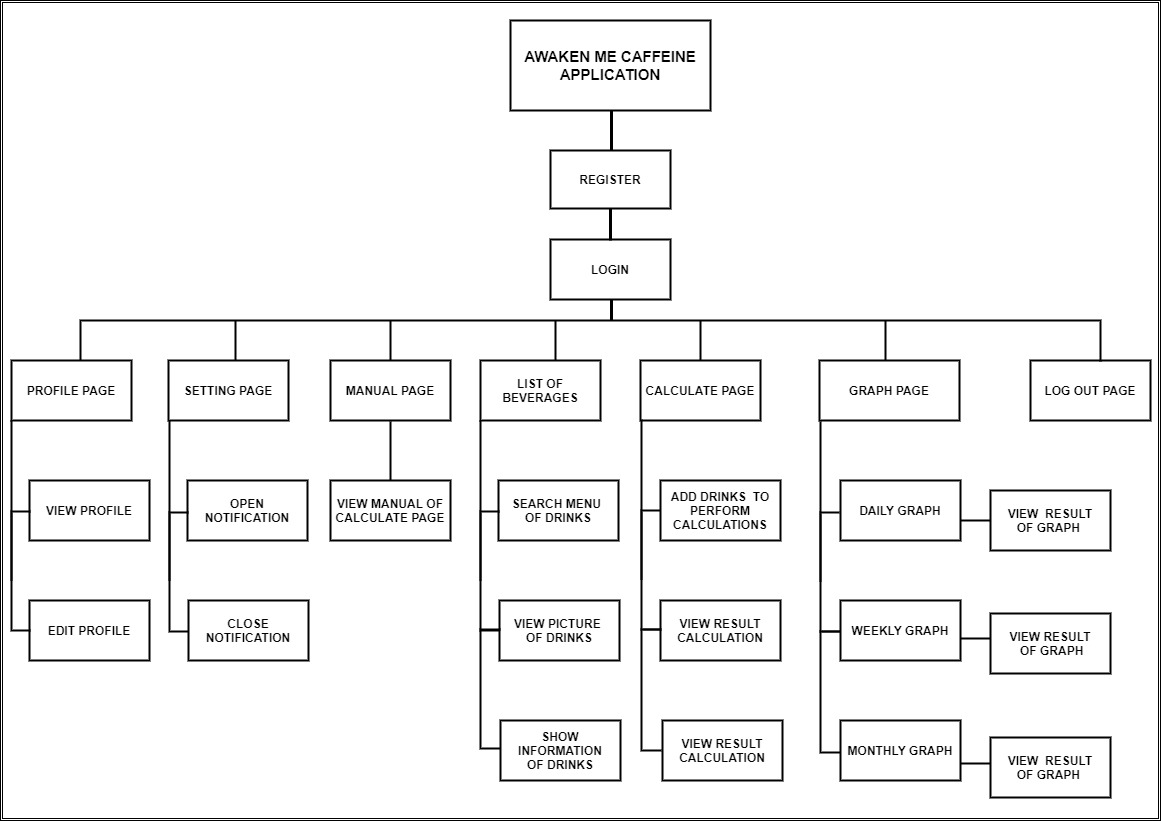 AWAKEN ME CAFFEINE
APPLICATION
REGISTER
LOGIN
PROFILE PAGE
SETTING PAGE
MANUAL PAGE
LIST OF
BEVERAGES
CALCULATE PAGE
GRAPH PAGE
LOG OUT PAGE
VIEW PROFILE
OPEN
NOTIFICATION
VIEW MANUAL OF
CALCULATE PAGE
SEARCH MENU
OF DRINKS
ADD DRINKS TO
PERFORM
CALCULATIONS
DAILY GRAPH
VIEW RESULT
OF GRAPH
EDIT PROFILE
CLOSE
NOTIFICATION
VIEW PICTURE
OF DRINKS
VIEW RESULT
CALCULATION
WEEKLY GRAPH
VIEW RESULT
OF GRAPH
SHOW
INFORMATION
OF DRINKS
VIEW RESULT
CALCULATION
MONTHLY GRAPH
VIEW RESULT
OF GRAPH